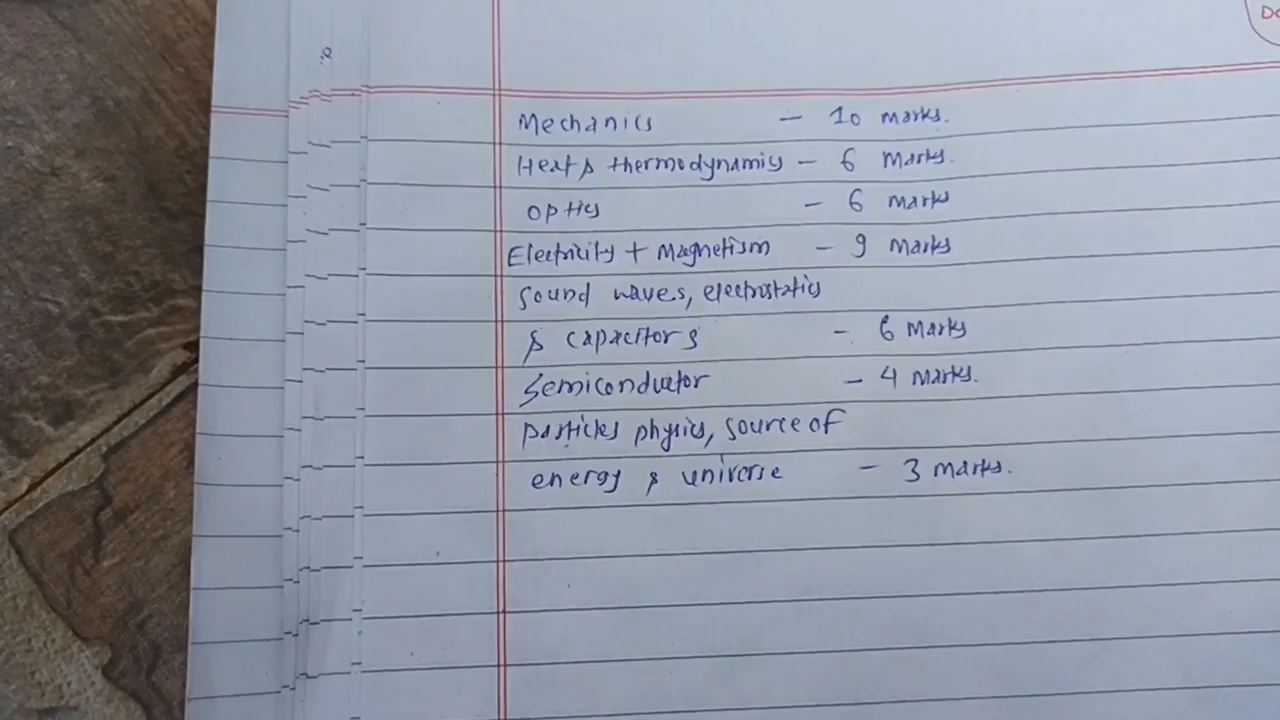 Mechanics - 10 marks.
Heat & thermodynamics - 6 marks.
optics - 6 marks
Electricity + magnetism - 9 marks
sound waves, electrostatics
& capacitors - 6 marks
semiconductor - 4 marks.
particles physics, source of
energy & universe - 3 marks.